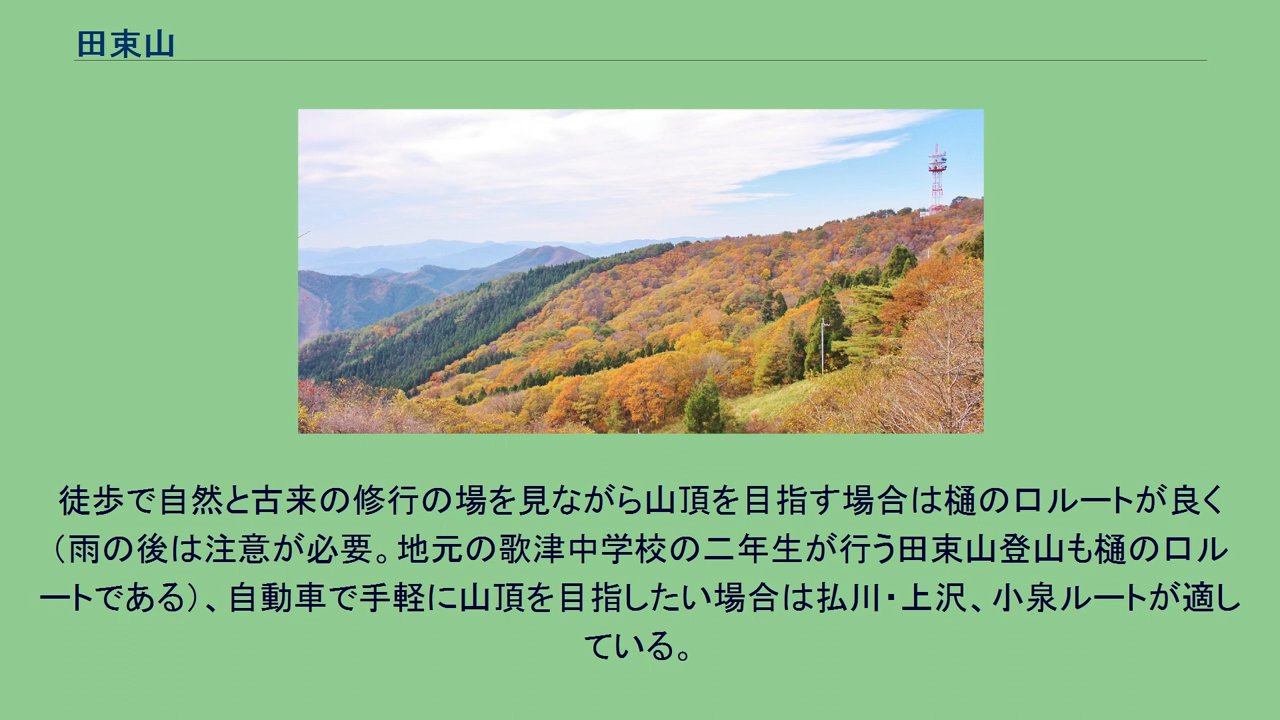 田束山
徒歩で自然と古来の修行の場を見ながら山頂を目指す場合は樋の口ルートが良く
（雨の後は注意が必要。地元の歌津中学校の二年生が行う田束山登山も樋の口ル
ートである）、自動車で手軽に山頂を目指したい場合は払川・上沢、小泉ルートが適し
ている。